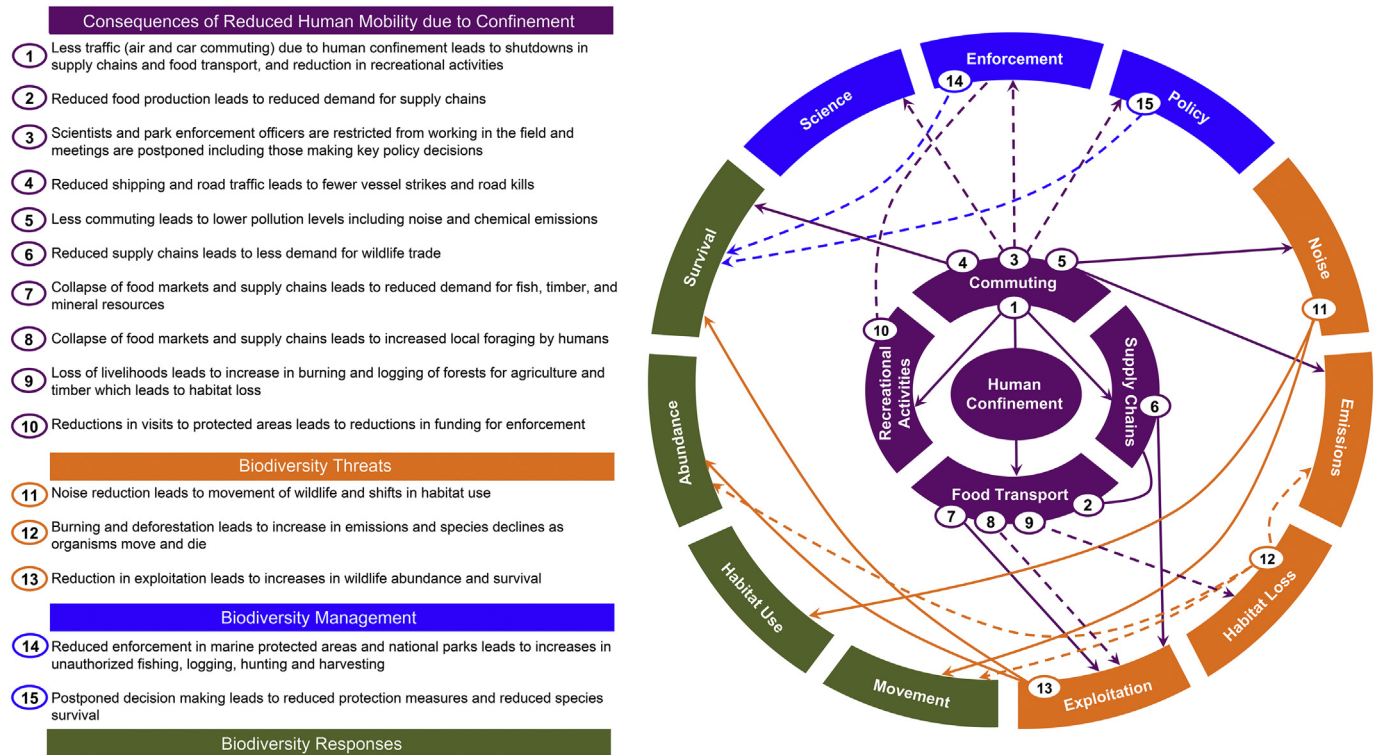 Consequences of Reduced Human Mobility due to Confinement
1 Less traffic (air and car commuting) due to human confinement leads to shutdowns in
supply chains and food transport, and reduction in recreational activities
2 Reduced food production leads to reduced demand for supply chains
3 Scientists and park enforcement officers are restricted from working in the field and
meetings are postponed including those making key policy decisions
4 Reduced shipping and road traffic leads to fewer vessel strikes and road kills
5 Less commuting leads to lower pollution levels including noise and chemical emissions
6 Reduced supply chains leads to less demand for wildlife trade
7 Collapse of food markets and supply chains leads to reduced demand for fish, timber, and
mineral resources
8 Collapse of food markets and supply chains leads to increased local foraging by humans
9 Loss of livelihoods leads to increase in burning and logging of forests for agriculture and
timber which leads to habitat loss
10 Reductions in visits to protected areas leads to reductions in funding for enforcement
Biodiversity Threats
11 Noise reduction leads to movement of wildlife and shifts in habitat use
12 Burning and deforestation leads to increase in emissions and species declines as
organisms move and die
13 Reduction in exploitation leads to increases in wildlife abundance and survival
Biodiversity Management
14 Reduced enforcement in marine protected areas and national parks leads to increases in
unauthorized fishing, logging, hunting and harvesting
15 Postponed decision making leads to reduced protection measures and reduced species
survival
Biodiversity Responses
Enforcement
14
Science
15
Policy
Survival
Noise
11
4
3
5
Commuting
1
10
Recreational
Activities
Human
Confinement
Supply Chains
6
Abundance
Emissions
Food Transport
2
7
8
9
12
Habitat Use
Habitat Loss
Movement
13
Exploitation